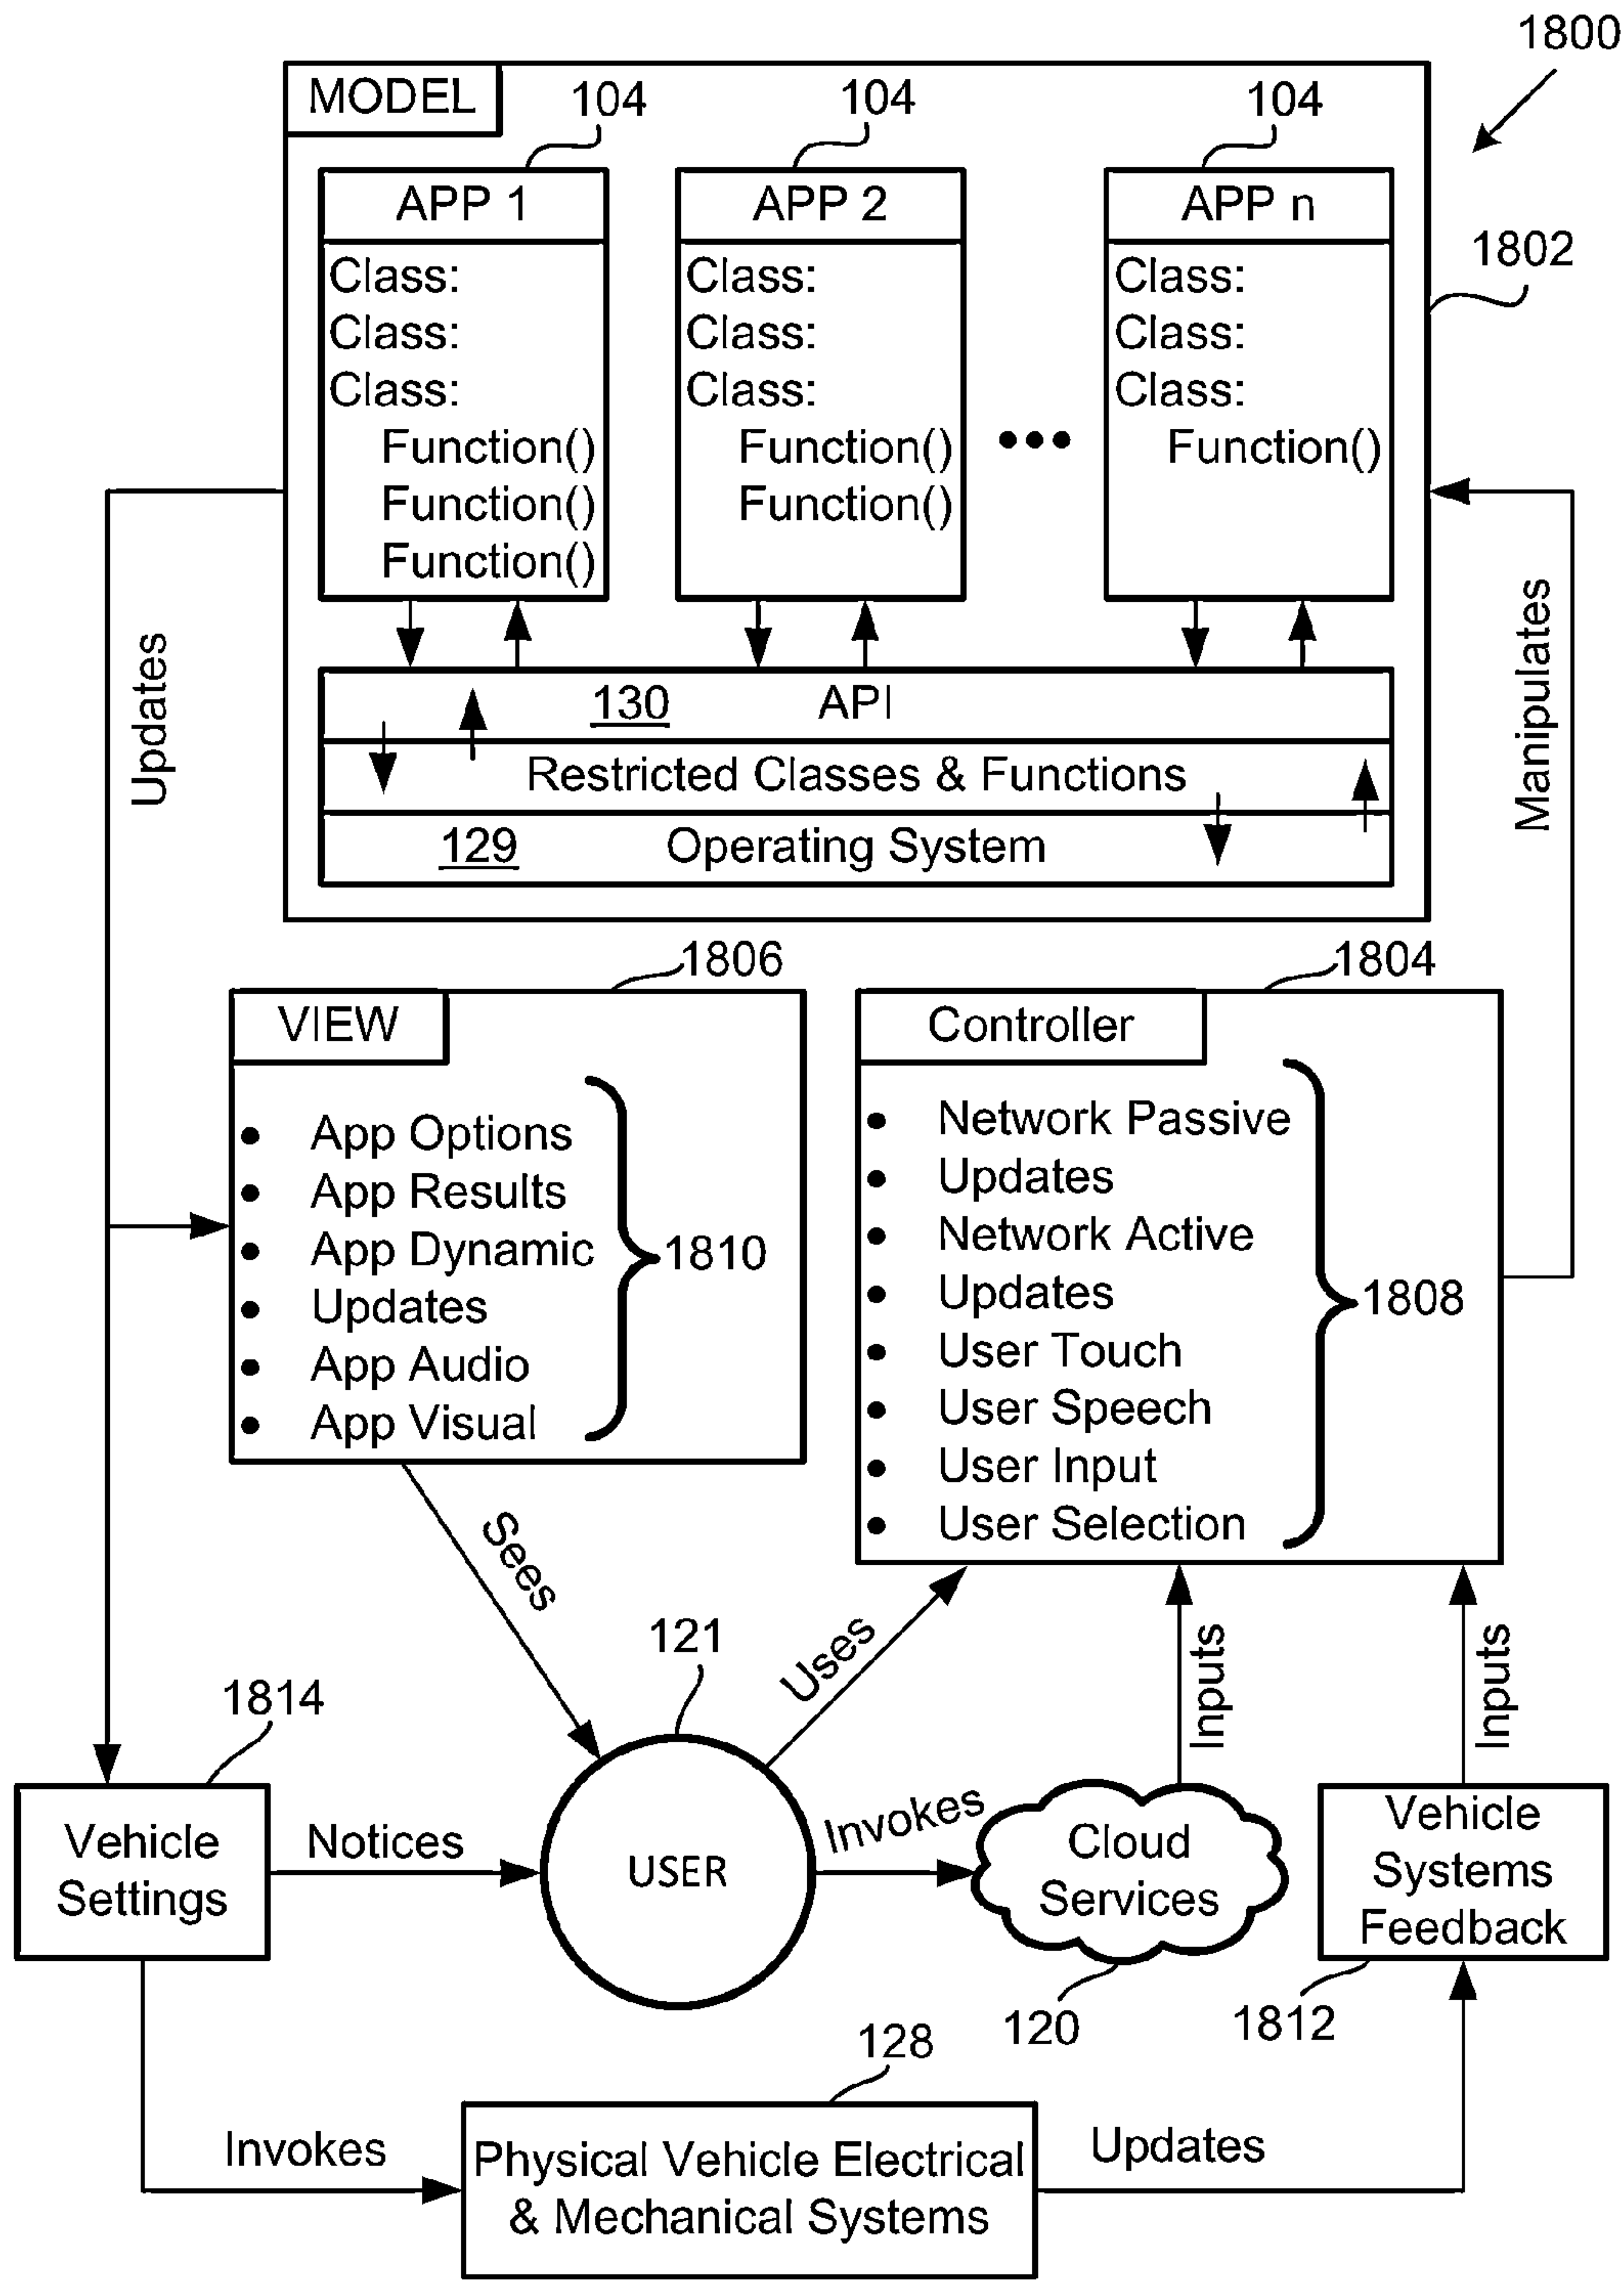 1800
MODEL
104
104
104
1802
APP 1
Class:
Class:
Class:
Function()
Function()
Function()
APP 2
Class:
Class:
Class:
Function()
Function()
•••
APP n
Class:
Class:
Class:
Function()
130 API
Restricted Classes & Functions
129 Operating System
Updates
Manipulates
1806
VIEW
• App Options
• App Results
• App Dynamic
• Updates
• App Audio
• App Visual
1810
1804
Controller
• Network Passive
• Updates
• Network Active
• Updates
• User Touch
• User Speech
• User Input
• User Selection
1808
Sees
Uses
Inputs
Inputs
121
1814
Vehicle
Settings
Notices
USER
Invokes
Cloud
Services
120
Vehicle
Systems
Feedback
1812
128
Invokes
Physical Vehicle Electrical
& Mechanical Systems
Updates